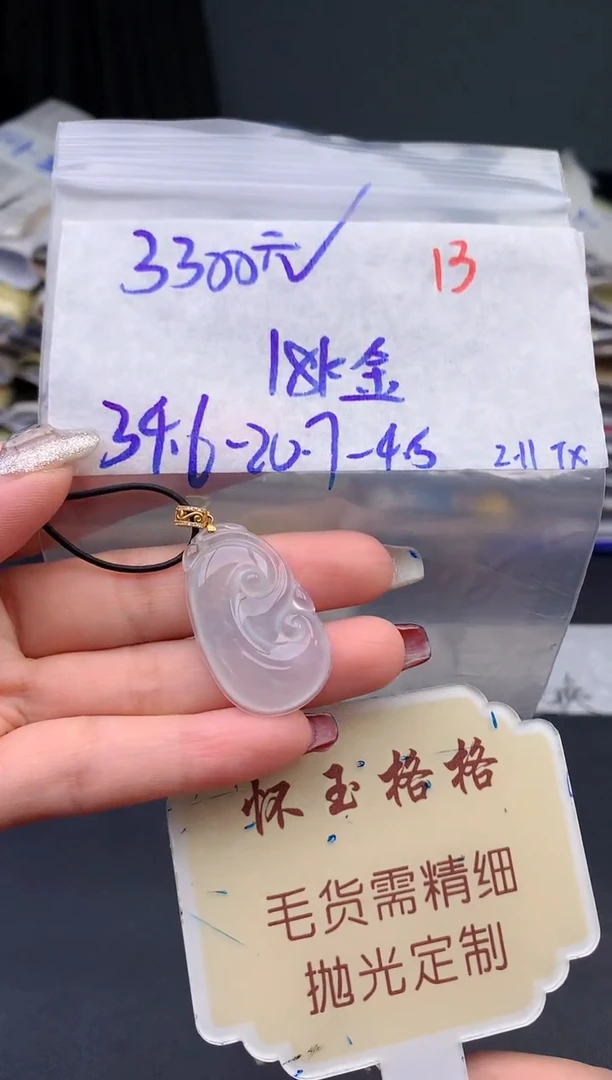 3300元
13
18k金
34.6-20.7-4.5
2.11 TX
怀玉格格
毛货需精细
抛光定制